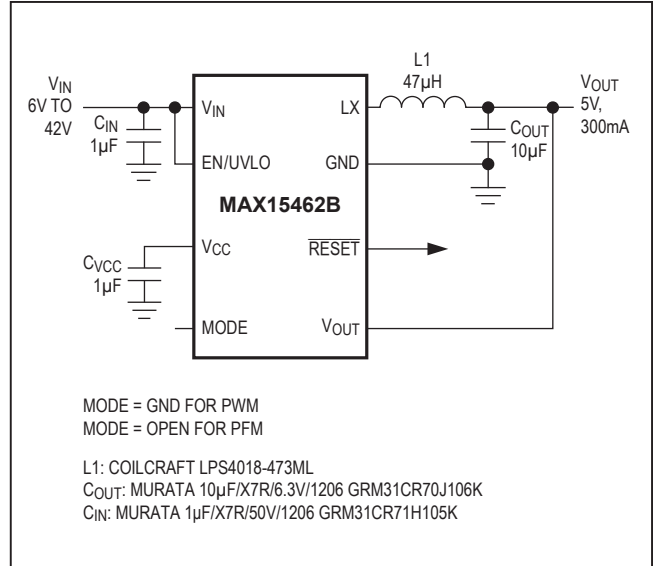 L1
47µH
VIN
6V TO
42V
CIN
1µF
VIN
LX
VOUT
5V,
300mA
COUT
10µF
EN/UVLO
GND
MAX15462B
VCC
RESET
CVCC
1µF
MODE
VOUT
MODE = GND FOR PWM
MODE = OPEN FOR PFM
L1: COILCRAFT LPS4018-473ML
COUT: MURATA 10µF/X7R/6.3V/1206 GRM31CR70J106K
CIN: MURATA 1µF/X7R/50V/1206 GRM31CR71H105K